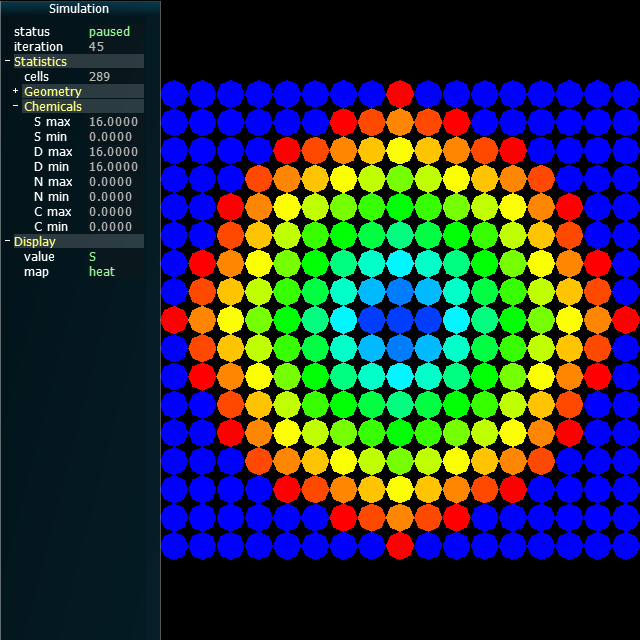 Simulation
status paused
iteration 45
- Statistics
cells 289
+ Geometry
- Chemicals
S max 16.0000
S min 0.0000
D max 16.0000
D min 16.0000
N max 0.0000
N min 0.0000
C max 0.0000
C min 0.0000
- Display
value S
map heat